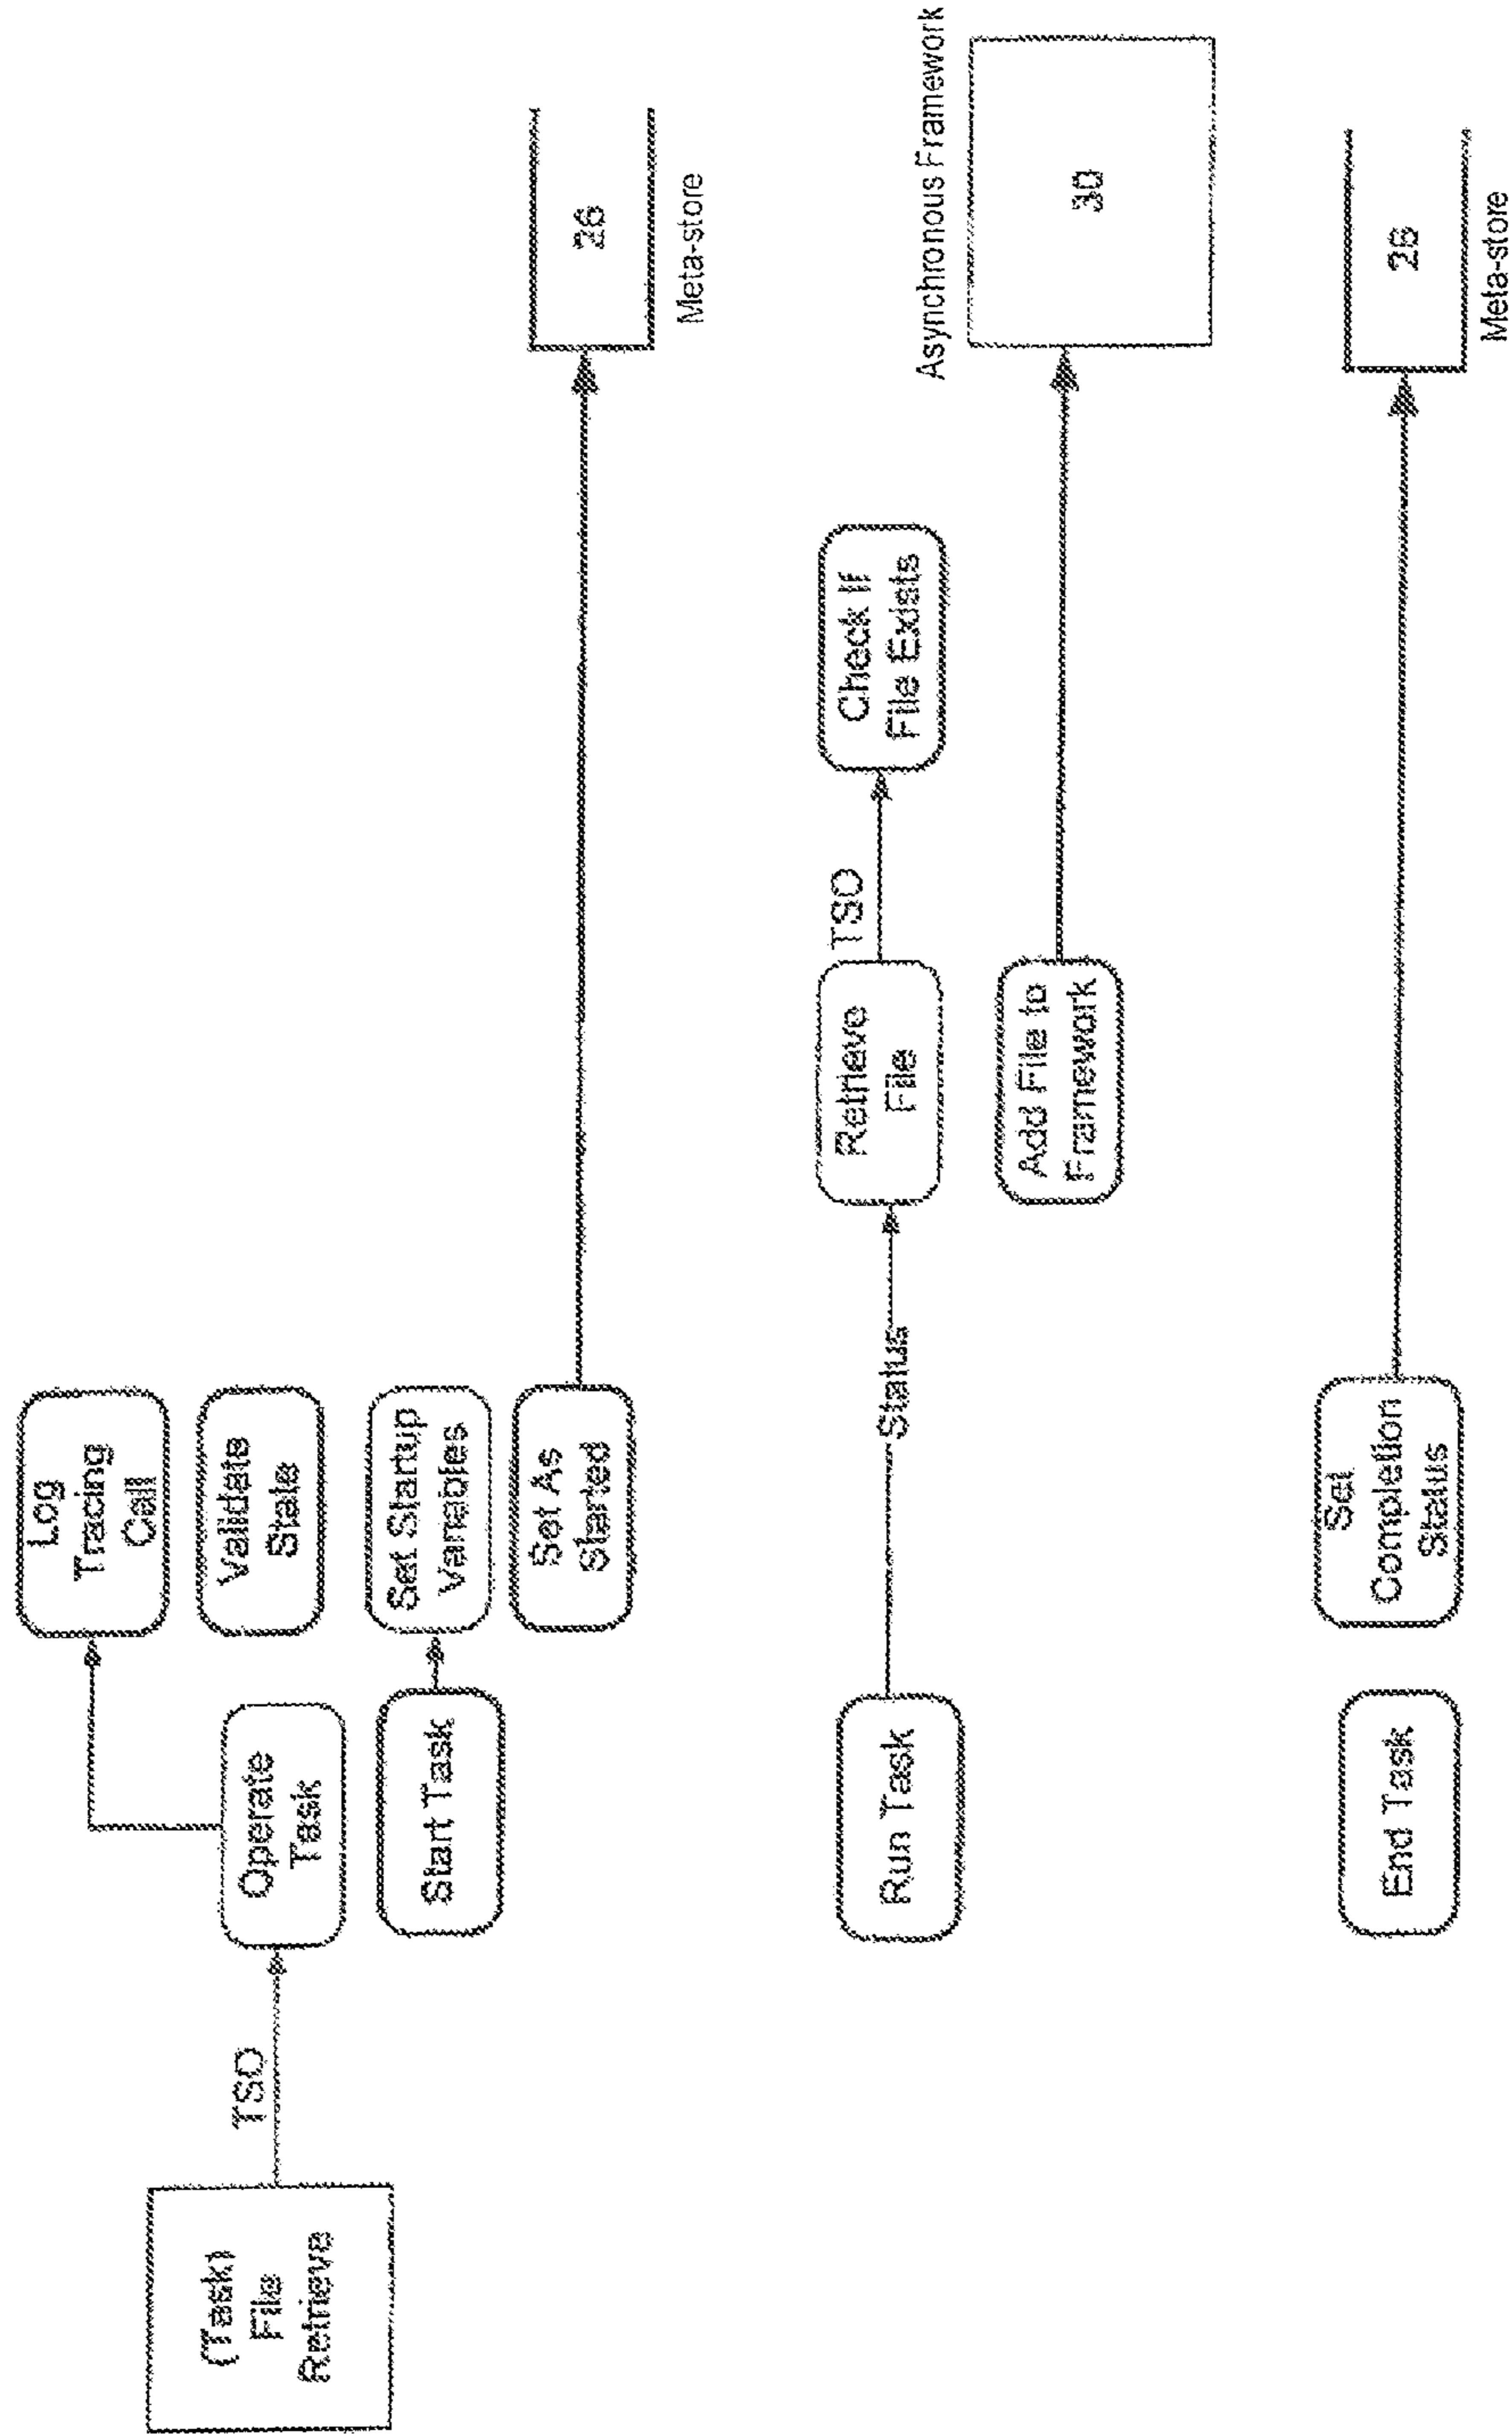 (Task)
File
Retrieve
TSO
Operate
Task
Log
Tracing
Call
Validate
State
Start Task
Set Startup
Variables
Set As
Started
26
Meta-store
Run Task
Status
Retrieve
File
TSO
Check If
File Exists
Add File to
Framework
Asynchronous Framework
30
End Task
Set
Completion
Status
26
Meta-store